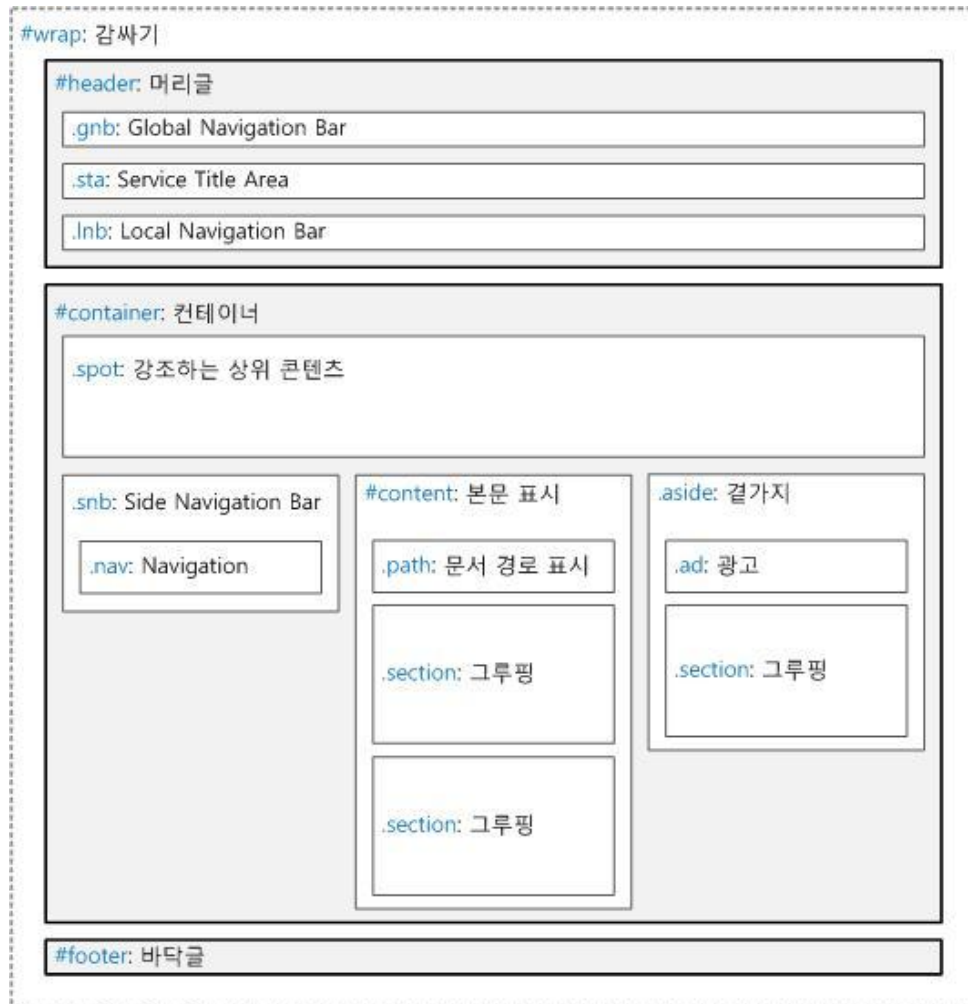 #wrap: 감싸기
#header: 머리글
.gnb: Global Navigation Bar
.sta: Service Title Area
.lnb: Local Navigation Bar
#container: 컨테이너
.spot: 강조하는 상위 콘텐츠
.snb: Side Navigation Bar
.nav: Navigation
#content: 본문 표시
.path: 문서 경로 표시
.section: 그루핑
.section: 그루핑
.aside: 곁가지
.ad: 광고
.section: 그루핑
#footer: 바닥글